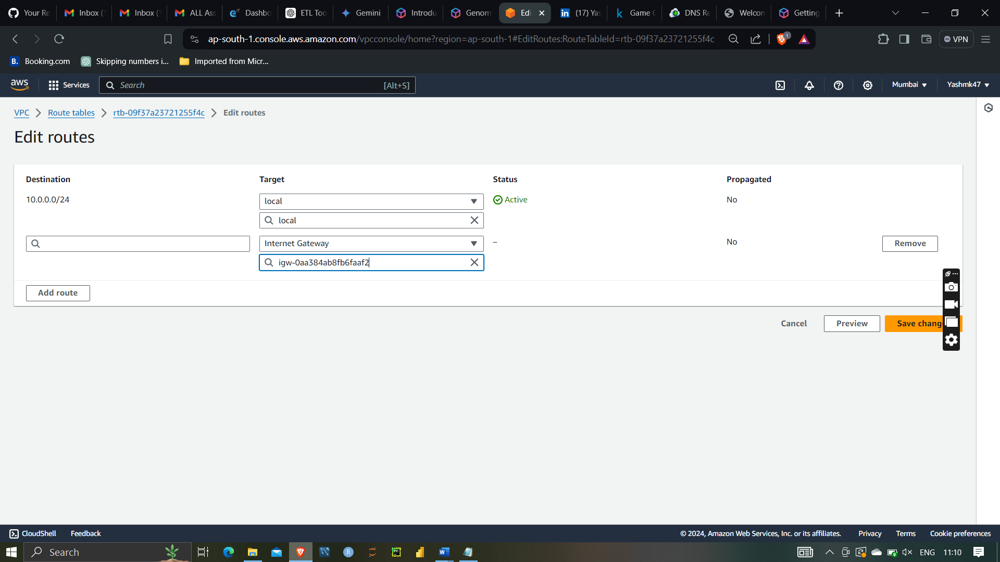 Your Re
Inbox (1
Inbox (1
ALL Ass
Dashbo
ETL Too
Gemini
Introdu
Genom
Edi
(17) Yas
Game C
DNS Re
Welcom
Getting
ap-south-1.console.aws.amazon.com/vpcconsole/home?region=ap-south-1#EditRoutes:RouteTableId=rtb-09f37a23721255f4c
1
VPN
B. Booking.com
Skipping numbers i...
Imported from Micr...
aws
Services
Search
[Alt+S]
Mumbai
Yashmk47
VPC
Route tables
rtb-09f37a23721255f4c
Edit routes
Edit routes
Destination
Target
Status
Propagated
10.0.0.0/24
local
Active
No
local
Internet Gateway
–
No
Remove
igw-0aa384ab8fb6faaf2
Add route
Cancel
Preview
Save chang
CloudShell
Feedback
© 2024, Amazon Web Services, Inc. or its affiliates.
Privacy
Terms
Cookie preferences
Search
ENG
11:10